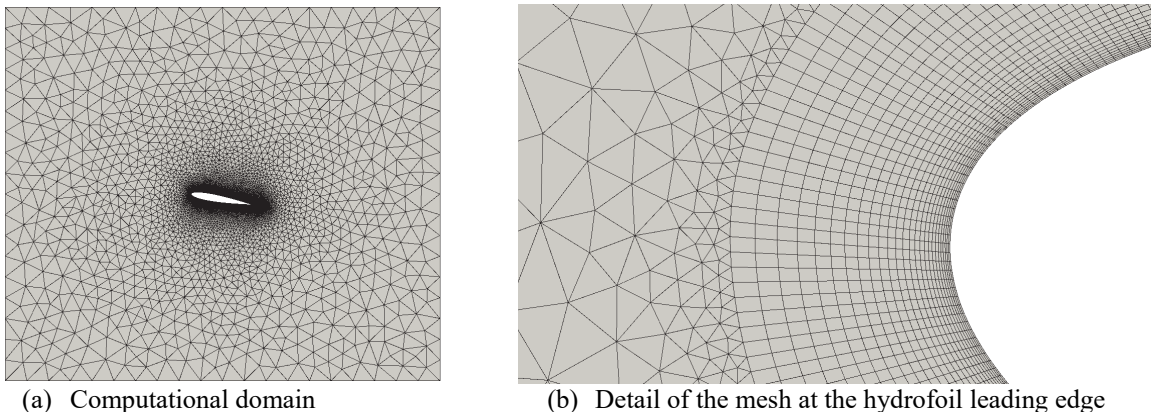 (a) Computational domain
(b) Detail of the mesh at the hydrofoil leading edge